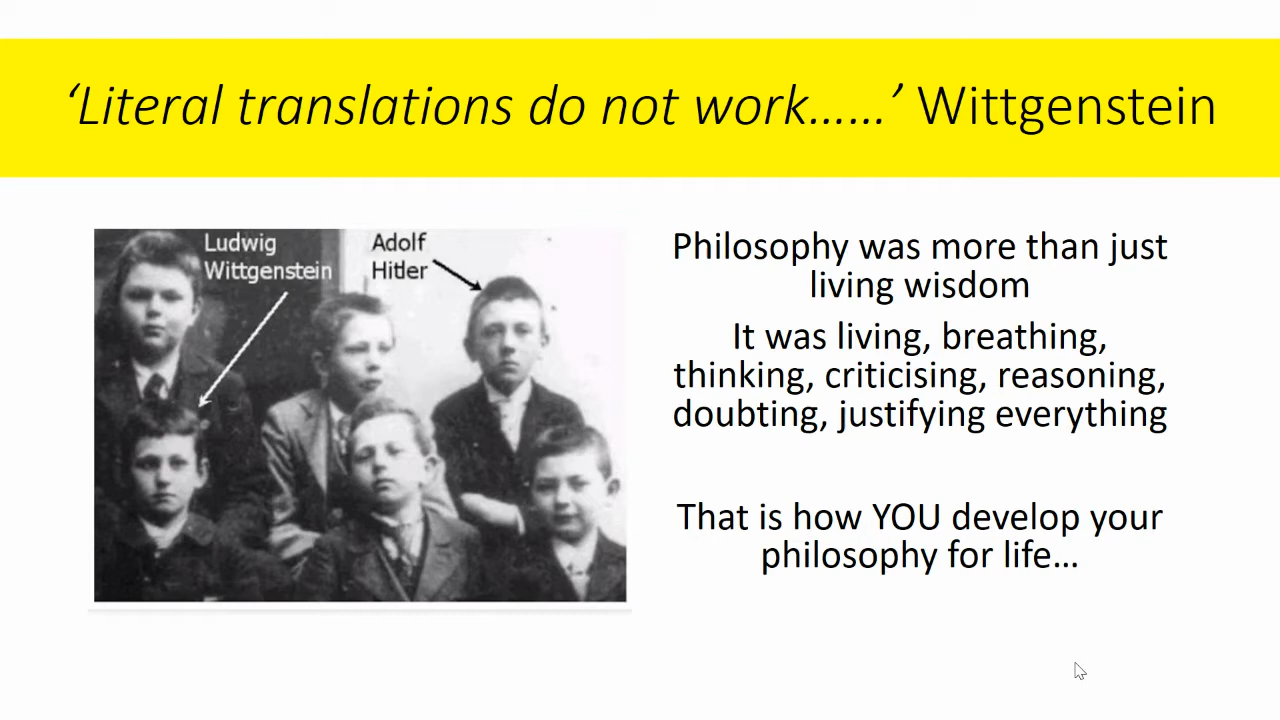 ‘Literal translations do not work……’ Wittgenstein
Ludwig
Wittgenstein
Adolf
Hitler
Philosophy was more than just
living wisdom
It was living, breathing,
thinking, criticising, reasoning,
doubting, justifying everything
That is how YOU develop your
philosophy for life…